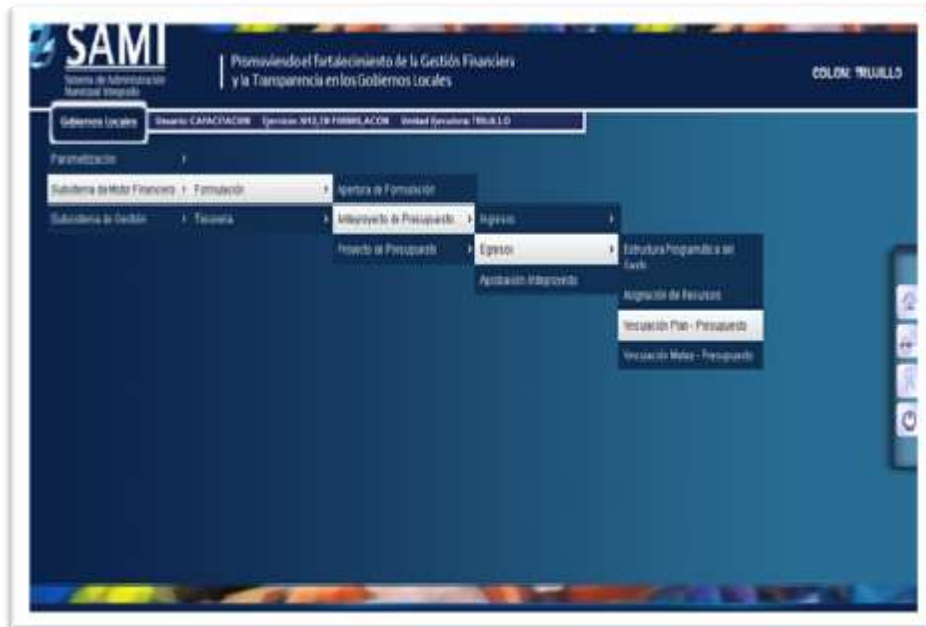 SAMI
Sistema de Administración
Municipal Integrado
Promoviendo el fortalecimiento de la Gestión Financiera
y la Transparencia en los Gobiernos Locales
COLON: TRUJILLO
Gobiernos Locales
Usuario: CAPACITACION Ejercicio: Unidad Ejecutora: TRUJILLO
Parametrización
Subsistema de Motor Financiero
Formulación
Apertura de Formulación
Subsistema de Gestión
Tesorería
Anteproyecto de Presupuesto
Ingresos
Proyecto de Presupuesto
Egresos
Estructura Programática del
Gasto
Aprobación Anteproyecto
Asignación de Recursos
Vinculación Plan - Presupuesto
Vinculación Metas - Presupuesto